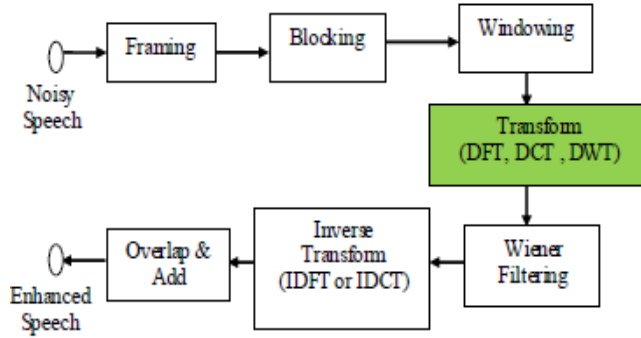 Noisy
Speech
Framing
Blocking
Windowing
Transform
(DFT, DCT , DWT)
Wiener
Filtering
Inverse
Transform
(IDFT or IDCT)
Overlap &
Add
Enhanced
Speech